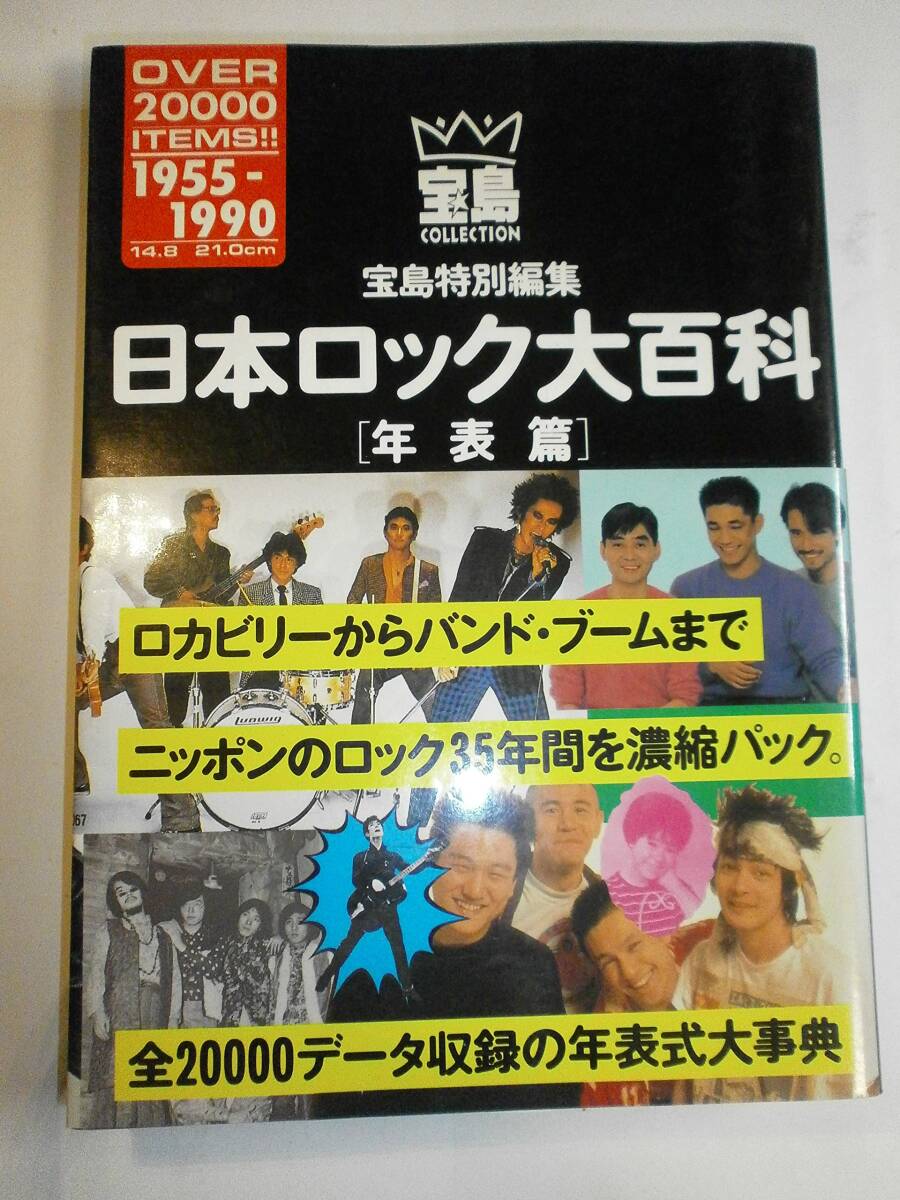 OVER
20000
ITEMS!!
1955-
1990
14.8 21.0cm
宝島
COLLECTION
宝島特別編集
日本ロック大百科
[年表篇]
ロカビリーからバンド・ブームまで
Ludwig
ニッポンのロック35年間を濃縮パック。
067
全20000データ収録の年表式大事典